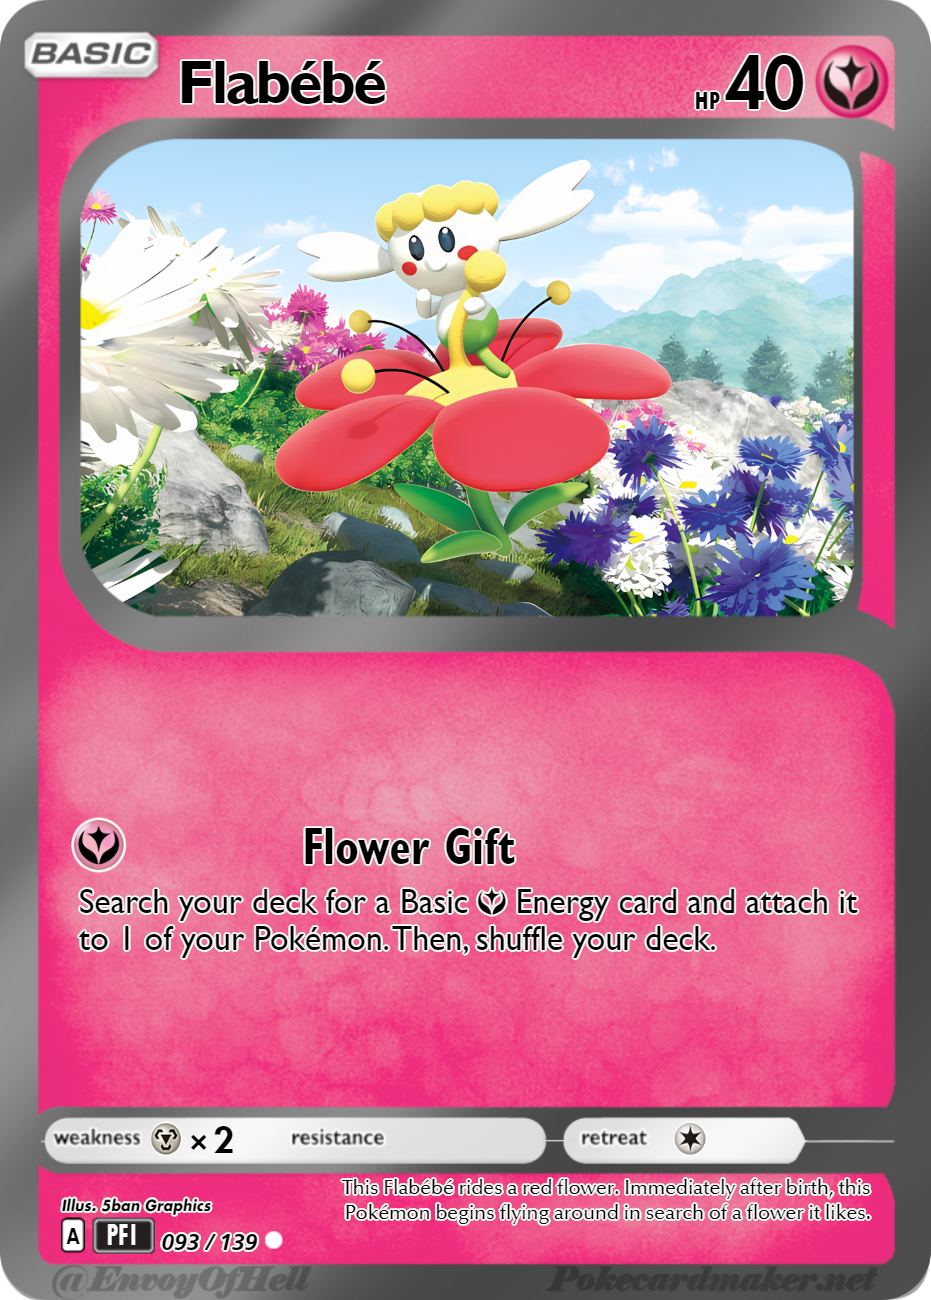 BASIC
Flabébé
HP 40
Flower Gift
Search your deck for a Basic Energy card and attach it
to 1 of your Pokémon. Then, shuffle your deck.
weakness × 2 resistance retreat
This Flabébé rides a red flower. Immediately after birth, this
Pokémon begins flying around in search of a flower it likes.
Illus. 5ban Graphics
A PFI 093 / 139
@EnvoyOfHell Pokecardmaker.net